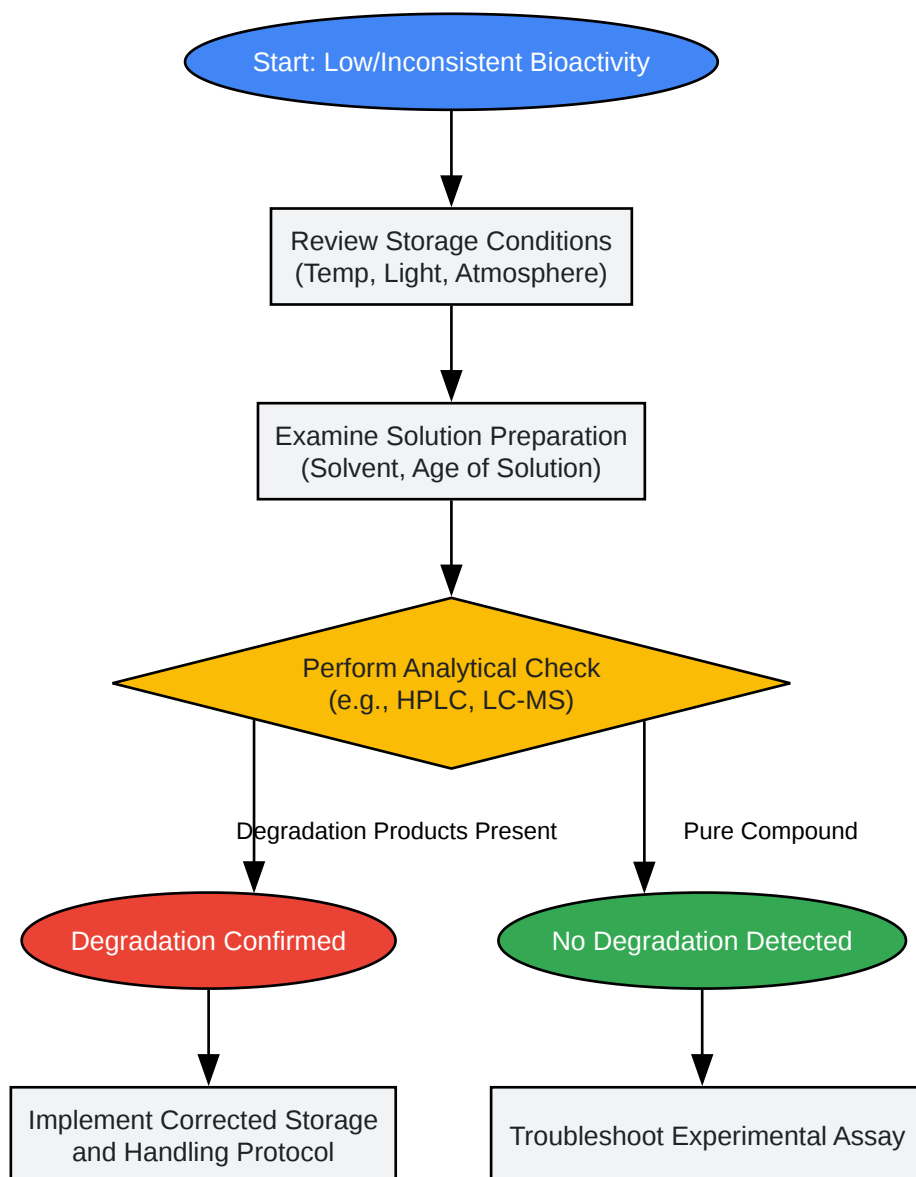 Start: Low/Inconsistent Bioactivity
Review Storage Conditions
(Temp, Light, Atmosphere)
Examine Solution Preparation
(Solvent, Age of Solution)
Perform Analytical Check
(e.g., HPLC, LC-MS)
Degradation Products Present
Pure Compound
Degradation Confirmed
No Degradation Detected
Implement Corrected Storage
and Handling Protocol
Troubleshoot Experimental Assay